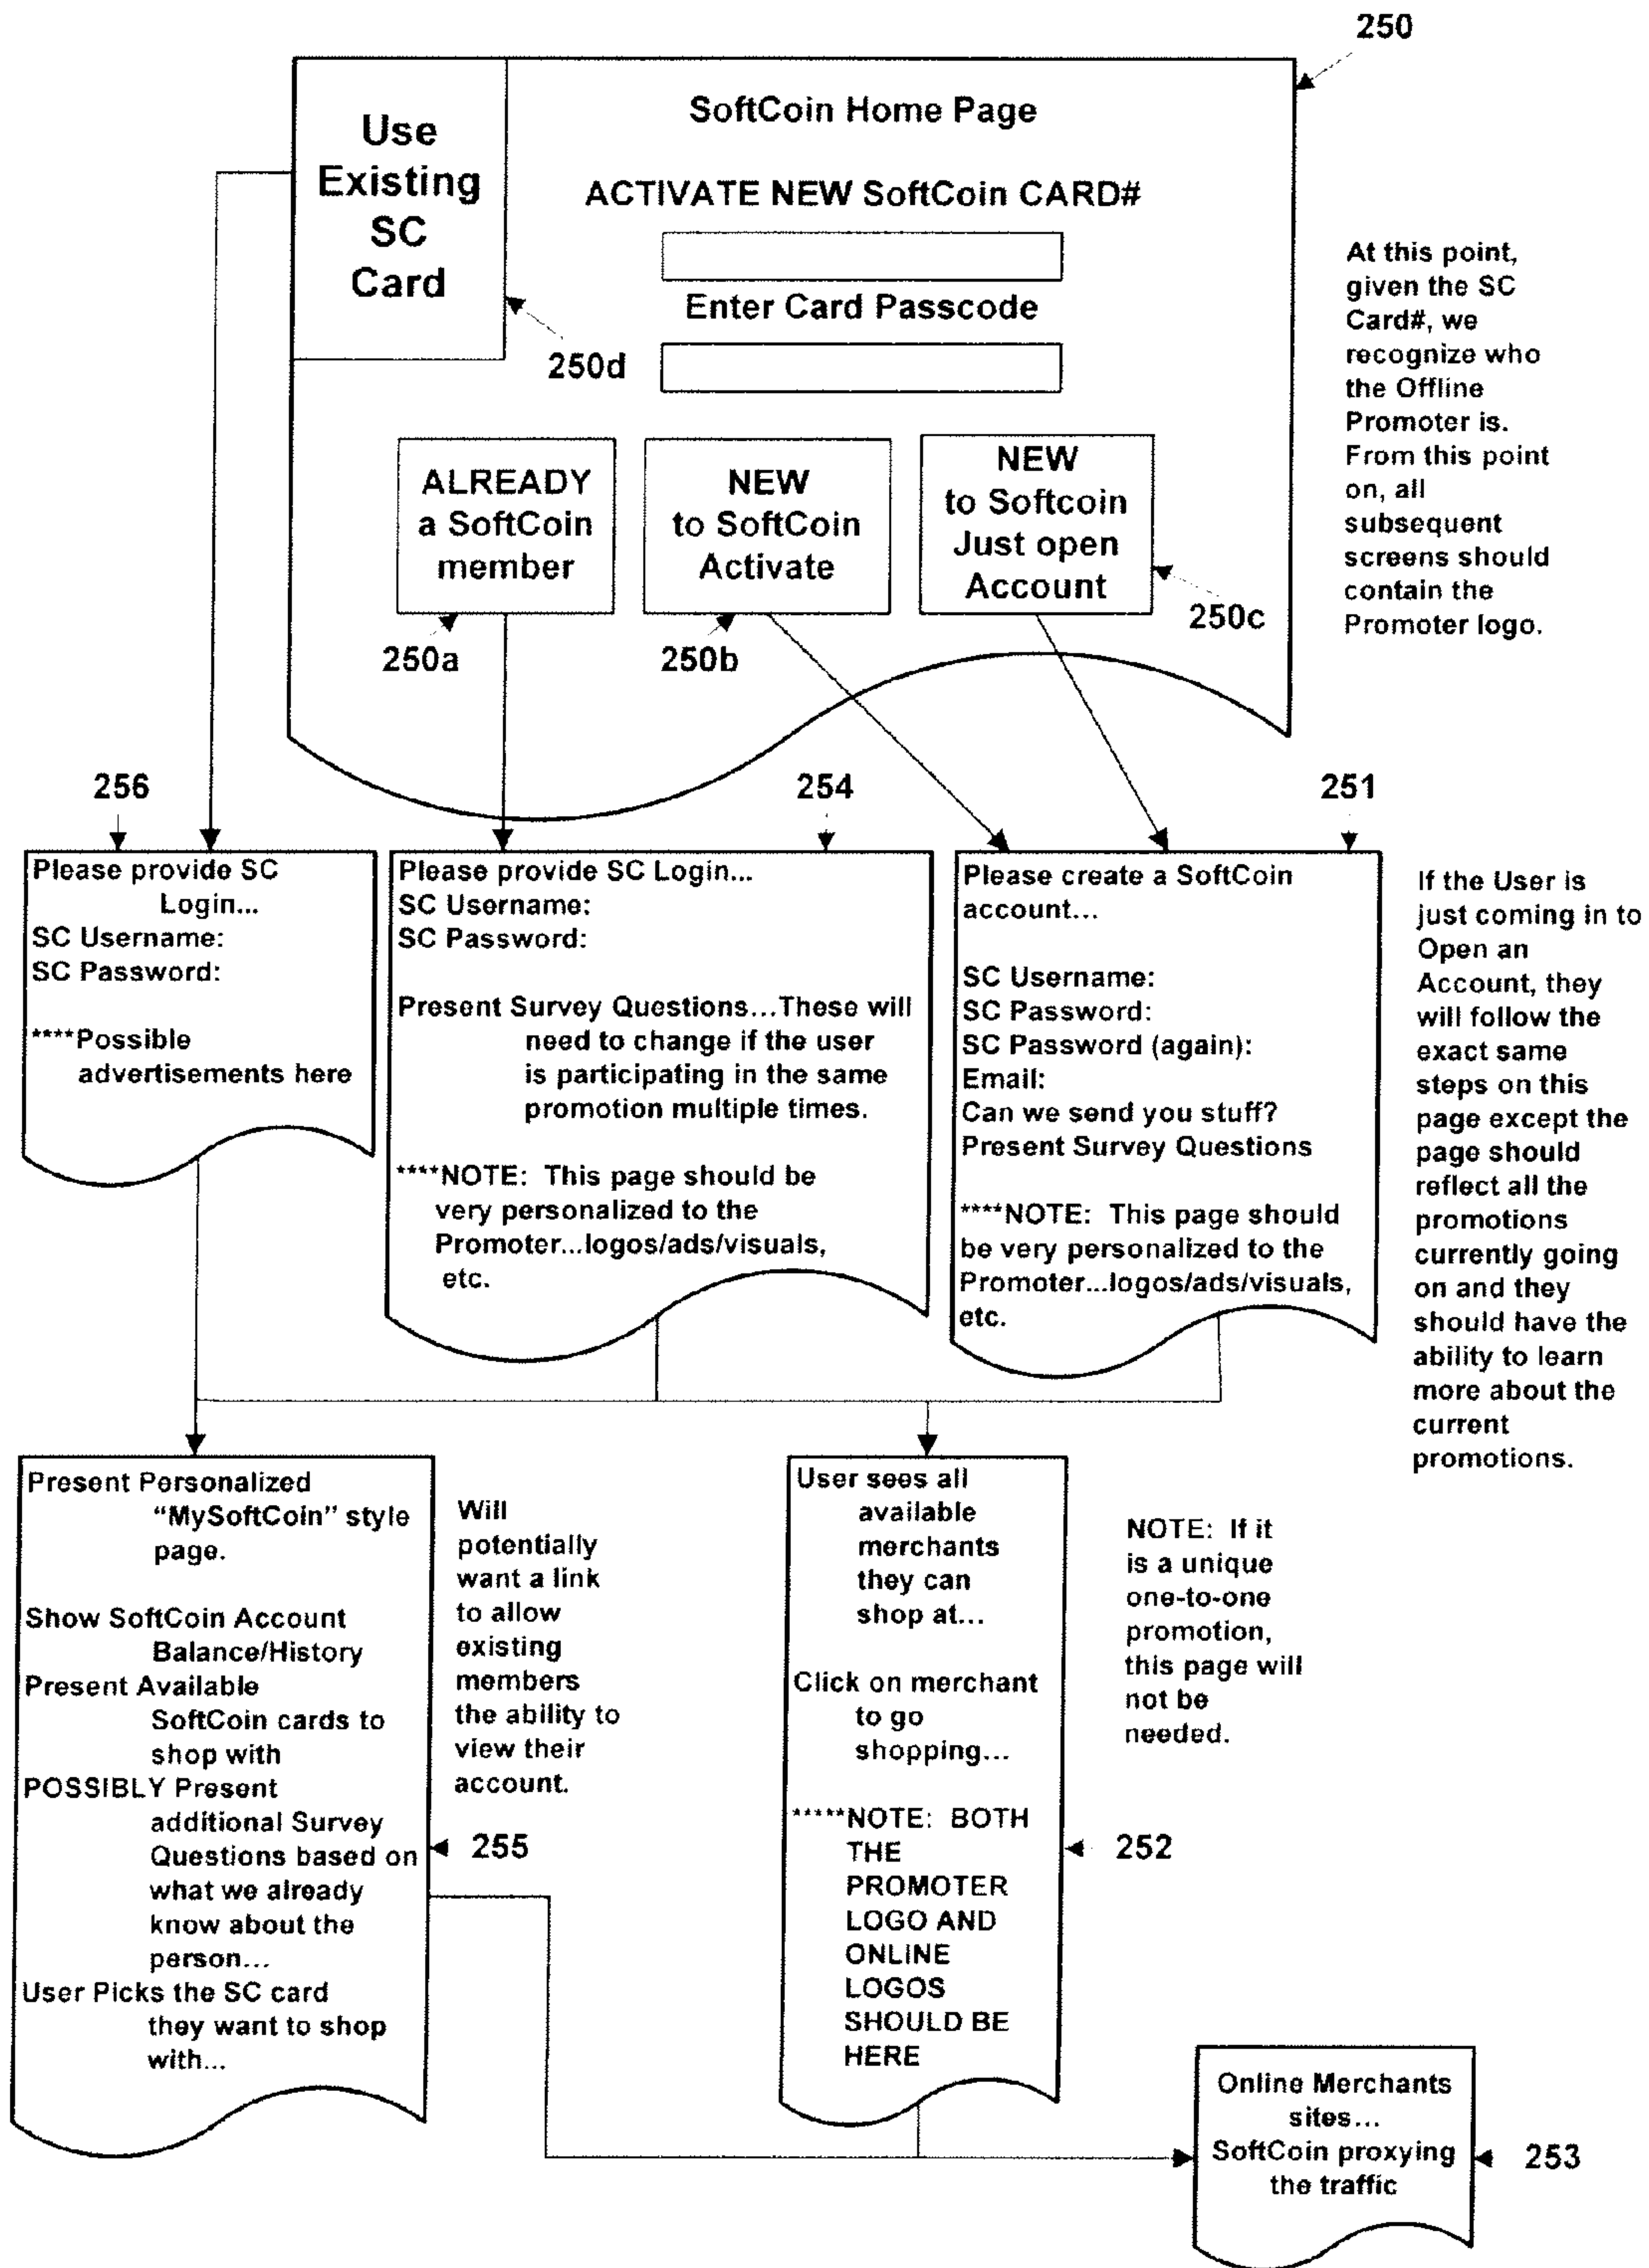 250
Use
Existing
SC
Card
250d
SoftCoin Home Page
ACTIVATE NEW SoftCoin CARD#
Enter Card Passcode
ALREADY
a SoftCoin
member
250a
NEW
to SoftCoin
Activate
250b
NEW
to Softcoin
Just open
Account
250c
At this point,
given the SC
Card#, we
recognize who
the Offline
Promoter is.
From this point
on, all
subsequent
screens should
contain the
Promoter logo.
256
Please provide SC
Login...
SC Username:
SC Password:
****Possible
advertisements here
254
Please provide SC Login...
SC Username:
SC Password:
Present Survey Questions...These will
need to change if the user
is participating in the same
promotion multiple times.
****NOTE: This page should be
very personalized to the
Promoter...logos/ads/visuals,
etc.
251
Please create a SoftCoin
account...
SC Username:
SC Password:
SC Password (again):
Email:
Can we send you stuff?
Present Survey Questions
****NOTE: This page should
be very personalized to the
Promoter...logos/ads/visuals,
etc.
If the User is
just coming in to
Open an
Account, they
will follow the
exact same
steps on this
page except the
page should
reflect all the
promotions
currently going
on and they
should have the
ability to learn
more about the
current
promotions.
Present Personalized
“MySoftCoin” style
page.
Show SoftCoin Account
Balance/History
Present Available
SoftCoin cards to
shop with
POSSIBLY Present
additional Survey
Questions based on
what we already
know about the
person...
User Picks the SC card
they want to shop
with...
255
Will
potentially
want a link
to allow
existing
members
the ability to
view their
account.
User sees all
available
merchants
they can
shop at...
Click on merchant
to go
shopping...
*****NOTE: BOTH
THE
PROMOTER
LOGO AND
ONLINE
LOGOS
SHOULD BE
HERE
252
NOTE: If it
is a unique
one-to-one
promotion,
this page will
not be
needed.
Online Merchants
sites...
SoftCoin proxying
the traffic
253